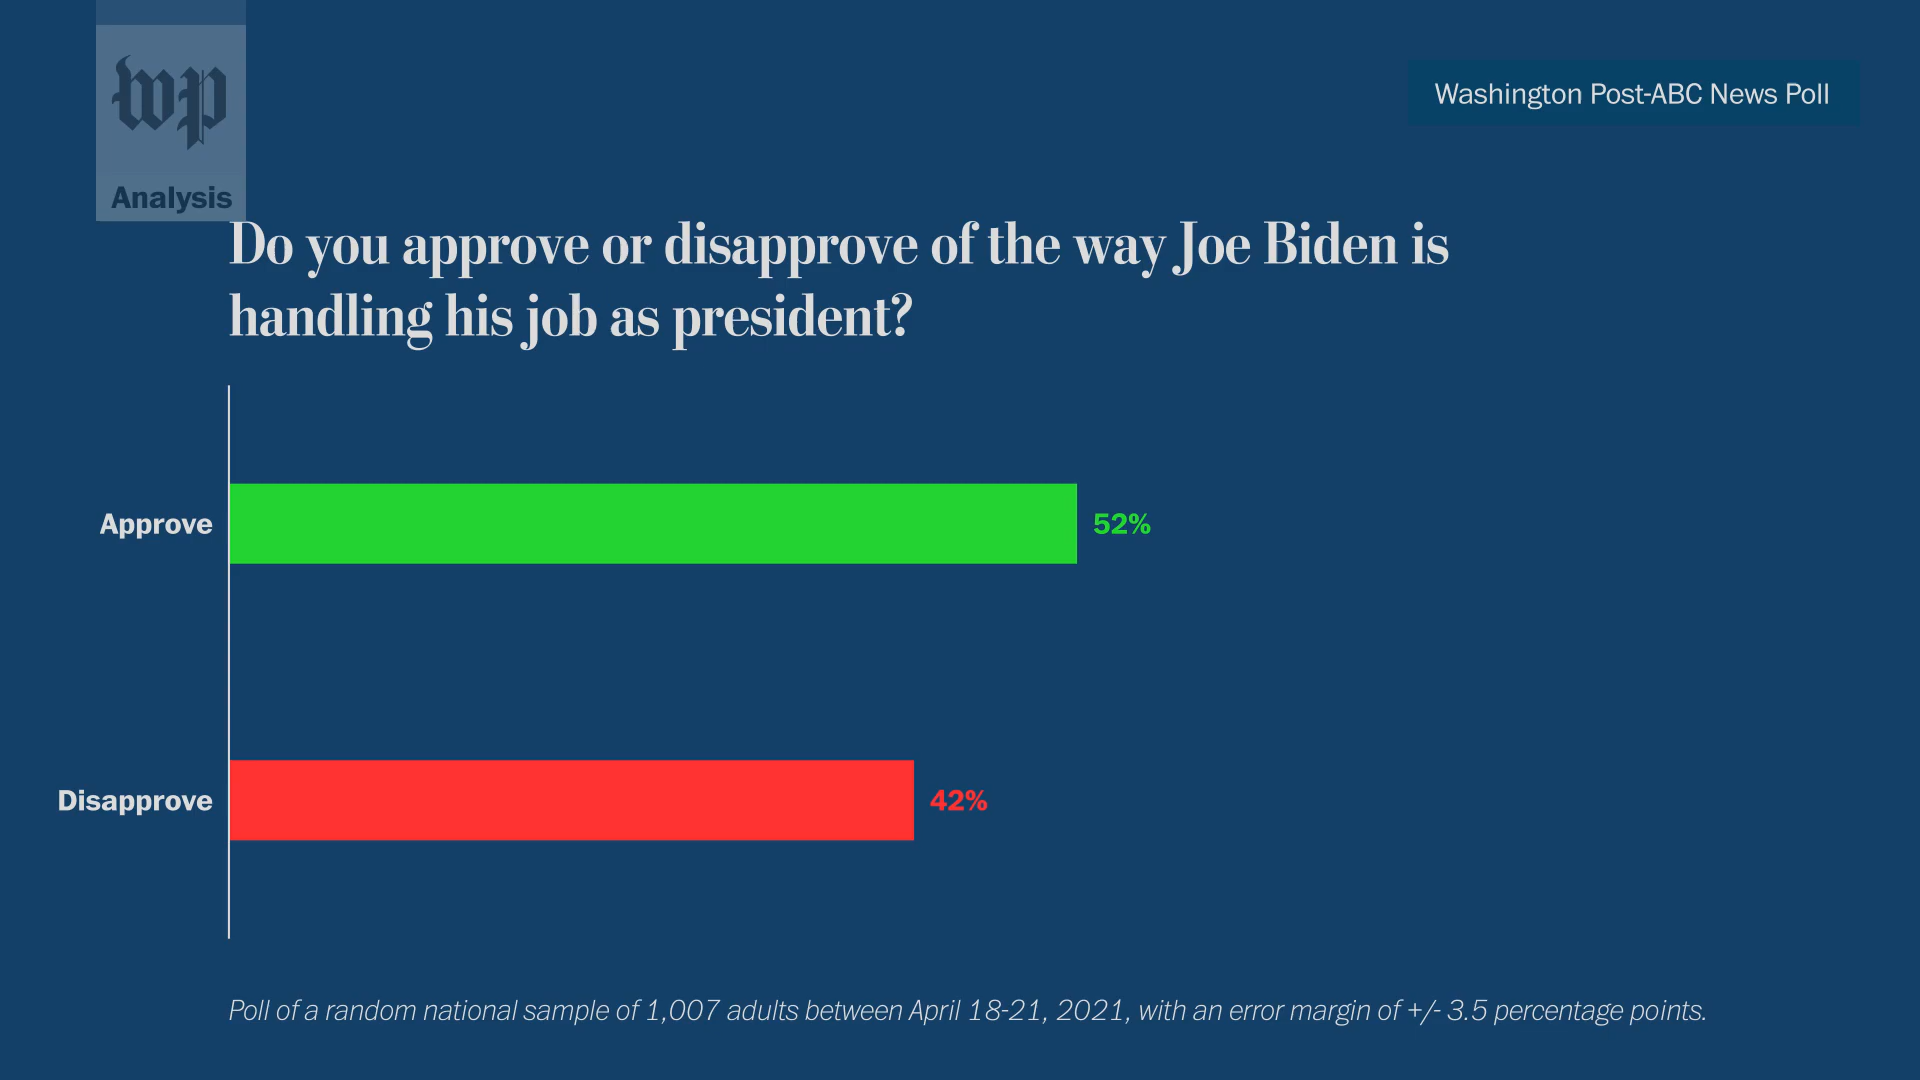 wp
Analysis
Washington Post-ABC News Poll
Do you approve or disapprove of the way Joe Biden is
handling his job as president?
Approve
52%
Disapprove
42%
Poll of a random national sample of 1,007 adults between April 18-21, 2021, with an error margin of +/- 3.5 percentage points.